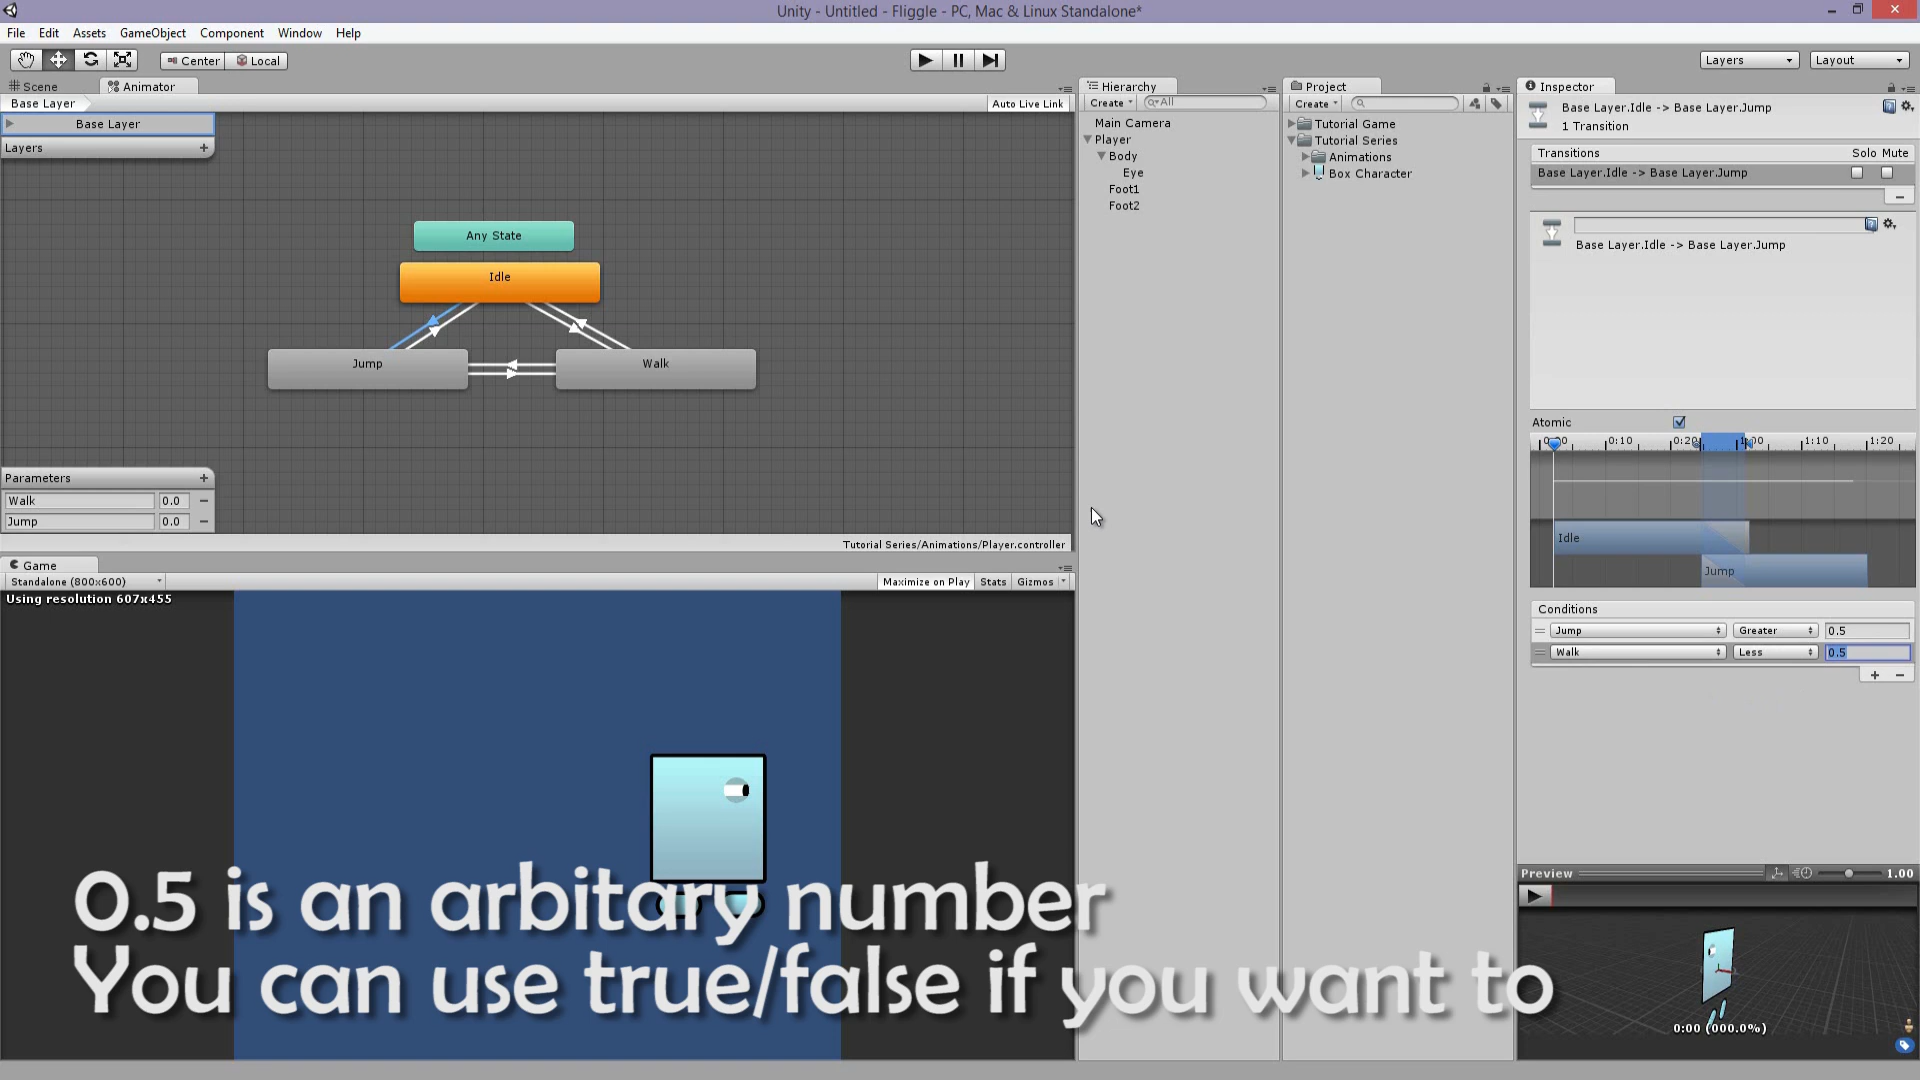 Unity - Untitled - Fliggle - PC, Mac & Linux Standalone*
File Edit Assets GameObject Component Window Help
Center Local
Layers Layout
Scene Animator
Base Layer
Auto Live Link
Base Layer
Layers
Any State
Idle
Jump
Walk
Parameters
Walk 0.0
Jump 0.0
Tutorial Series/Animations/Player.controller
Game
Standalone (800x600)
Maximize on Play Stats Gizmos
Using resolution 607x455
Hierarchy
Create All
Main Camera
Player
Body
Eye
Foot1
Foot2
Project
Create
Tutorial Game
Tutorial Series
Animations
Box Character
Inspector
Base Layer.Idle -> Base Layer.Jump
1 Transition
Transitions Solo Mute
Base Layer.Idle -> Base Layer.Jump
Base Layer.Idle -> Base Layer.Jump
Atomic
0:10 1:10 1:20
Idle
Jump
Conditions
Jump Greater 0.5
Walk Less 0.5
Preview 1.00
0:00 (000.0%)
0.5 is an arbitary number
You can use true/false if you want to